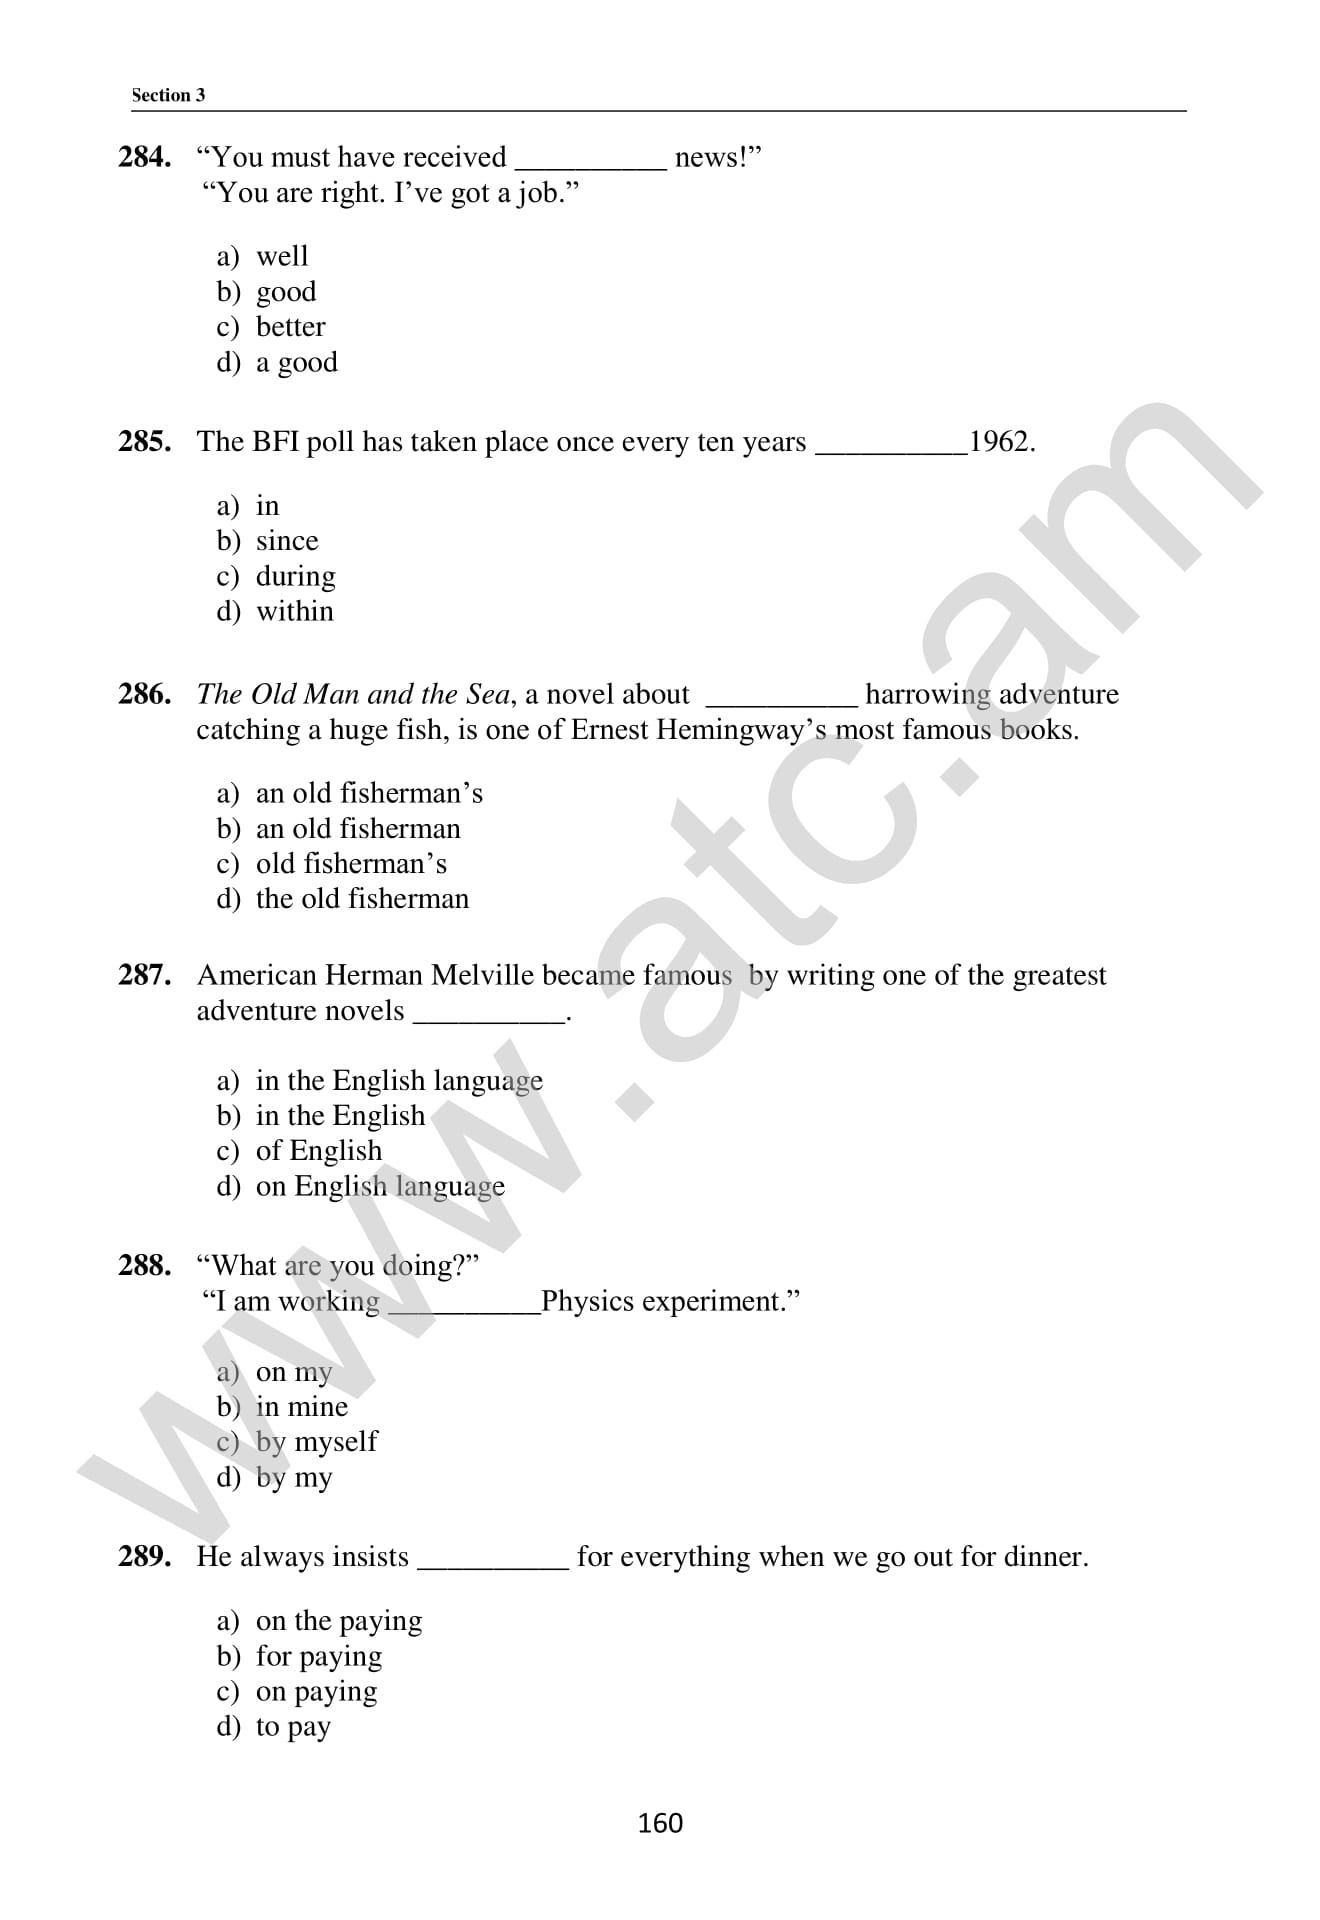 Section 3
284. “You must have received __________ news!”
“You are right. I’ve got a job.”
a) well
b) good
c) better
d) a good
285. The BFI poll has taken place once every ten years __________1962.
a) in
b) since
c) during
d) within
286. The Old Man and the Sea, a novel about __________ harrowing adventure
catching a huge fish, is one of Ernest Hemingway’s most famous books.
a) an old fisherman’s
b) an old fisherman
c) old fisherman’s
d) the old fisherman
287. American Herman Melville became famous by writing one of the greatest
adventure novels __________.
a) in the English language
b) in the English
c) of English
d) on English language
288. “What are you doing?”
“I am working __________Physics experiment.”
a) on my
b) in mine
c) by myself
d) by my
289. He always insists __________ for everything when we go out for dinner.
a) on the paying
b) for paying
c) on paying
d) to pay
160
www.atc.am